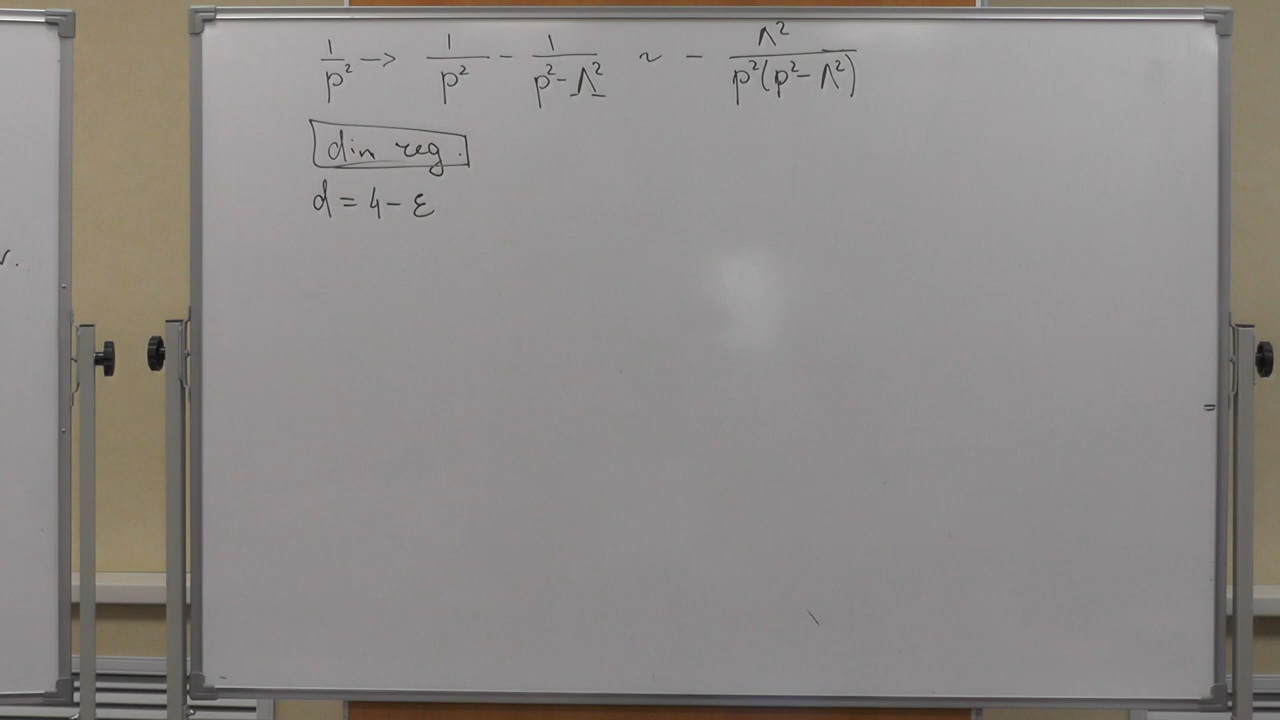 1/p² → 1/p² - 1/(p² - Λ²) ~ - Λ²/(p²(p² - Λ²))
dim reg.
d = 4 - ε